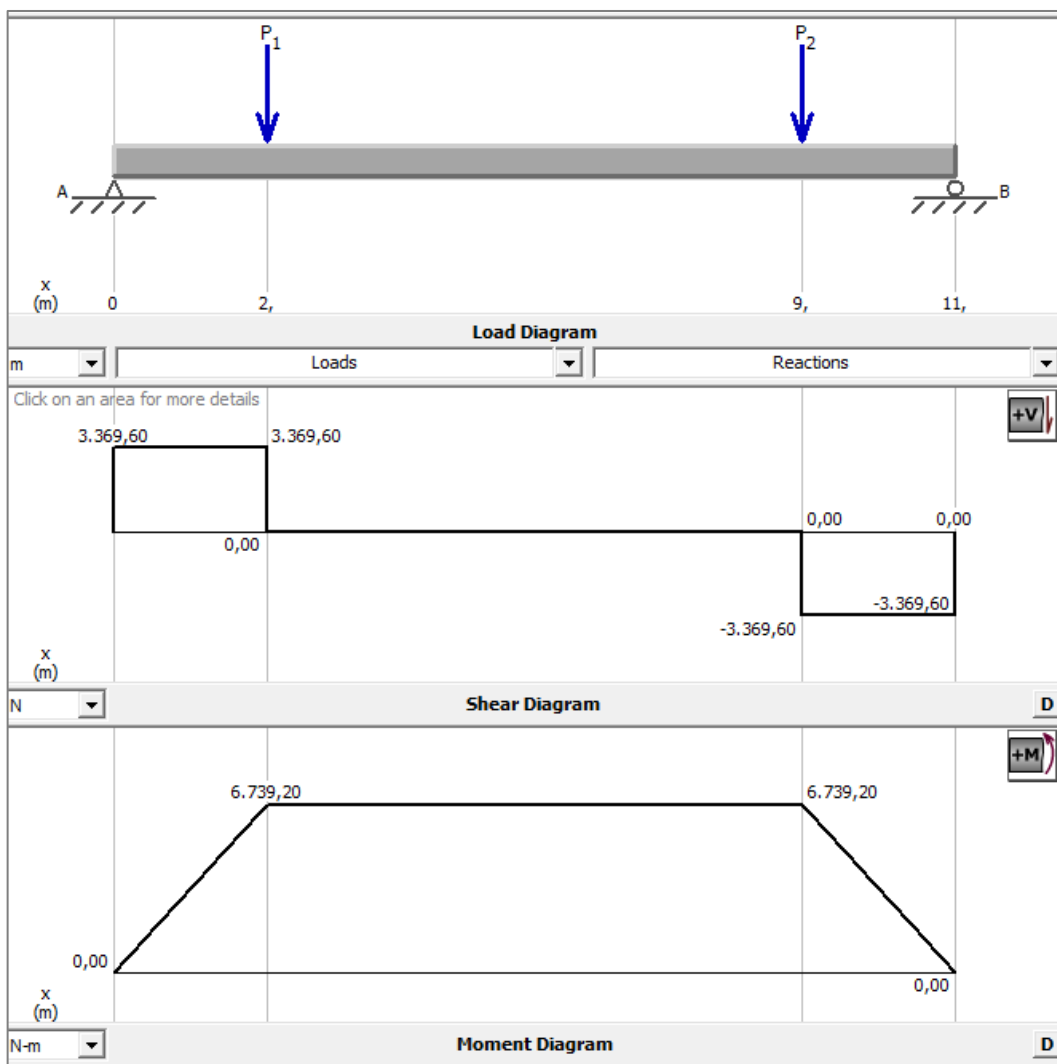 P1 P2
A B
x
(m) 0 2, 9, 11,
Load Diagram
m Loads Reactions
Click on an area for more details
+V
3.369,60 3.369,60
0,00 0,00
0,00
-3.369,60
-3.369,60
x
(m)
N Shear Diagram D
+M
6.739,20 6.739,20
0,00
0,00
x
(m)
N-m Moment Diagram D